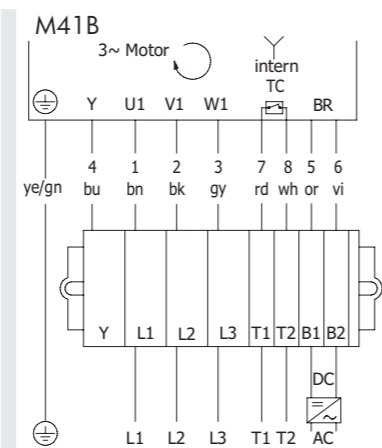 M41B
3~ Motor
intern
TC
Y U1 V1 W1 BR
4 1 2 3 7 8 5 6
ye/gn bu bn bk gy rd wh or vi
Y L1 L2 L3 T1 T2 B1 B2
DC
= ~
L1 L2 L3 T1 T2 AC